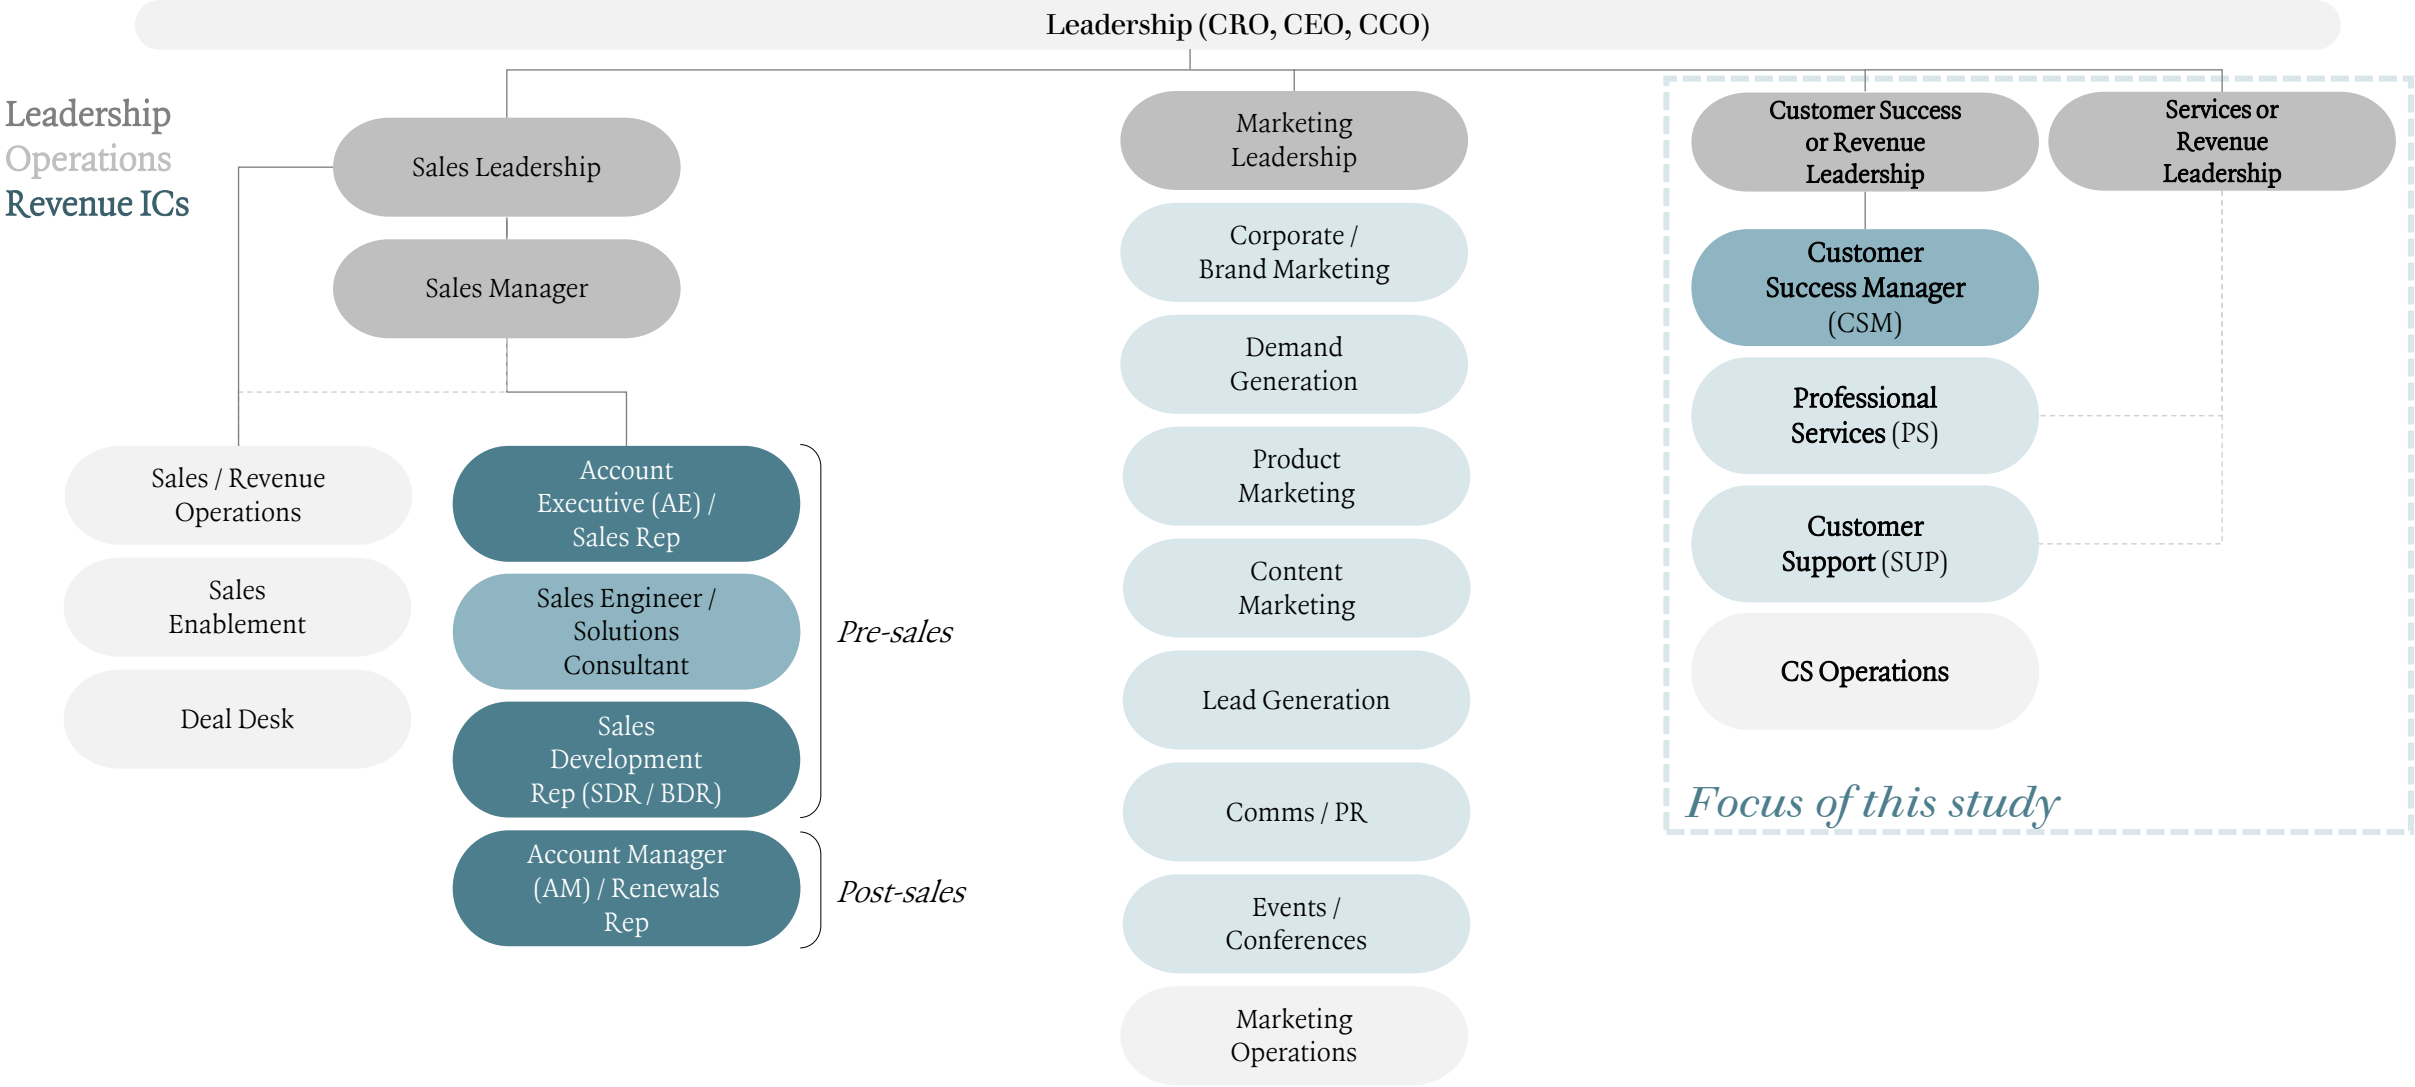 Leadership (CRO, CEO, CCO)
Leadership
Operations
Revenue ICs
Sales Leadership
Sales Manager
Sales / Revenue
Operations
Sales
Enablement
Deal Desk
Account
Executive (AE) /
Sales Rep
Sales Engineer /
Solutions
Consultant
Sales
Development
Rep (SDR / BDR)
Pre-sales
Account Manager
(AM) / Renewals
Rep
Post-sales
Marketing
Leadership
Corporate /
Brand Marketing
Demand
Generation
Product
Marketing
Content
Marketing
Lead Generation
Comms / PR
Events /
Conferences
Marketing
Operations
Customer Success
or Revenue
Leadership
Services or
Revenue
Leadership
Customer
Success Manager
(CSM)
Professional
Services (PS)
Customer
Support (SUP)
CS Operations
Focus of this study